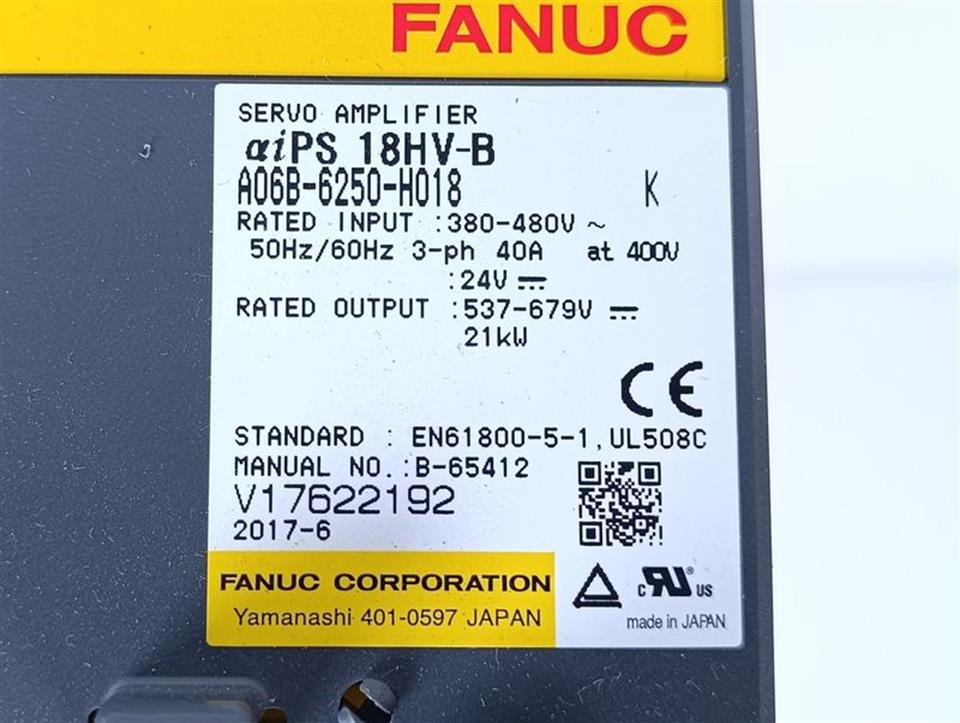 FANUC
SERVO AMPLIFIER
αiPS 18HV-B
A06B-6250-H018 K
RATED INPUT :380-480V ~
50Hz/60Hz 3-ph 40A at 400V
:24V ⎓
RATED OUTPUT :537-679V ⎓
21kW
CE
STANDARD : EN61800-5-1,UL508C
MANUAL NO.:B-65412
V17622192
2017-6
FANUC CORPORATION
Yamanashi 401-0597 JAPAN
c RU US
made in JAPAN